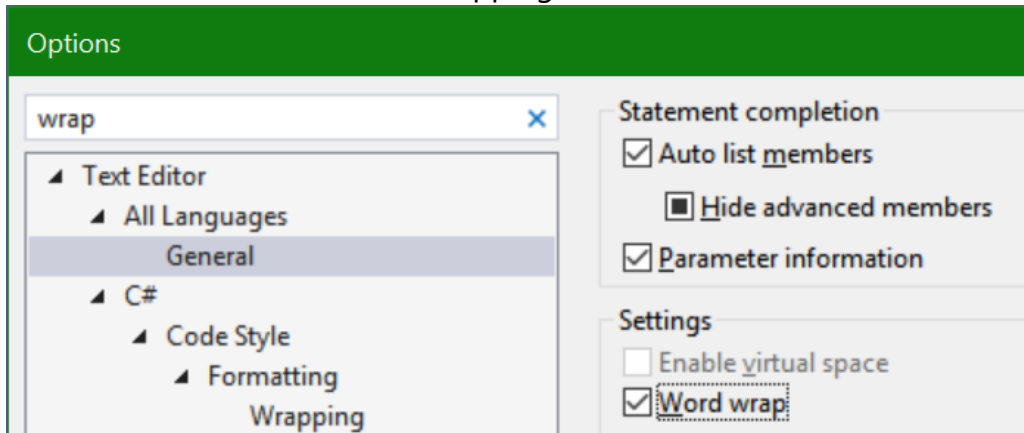 Options
wrap
Text Editor
All Languages
General
C#
Code Style
Formatting
Wrapping
Statement completion
Auto list members
Hide advanced members
Parameter information
Settings
Enable virtual space
Word wrap